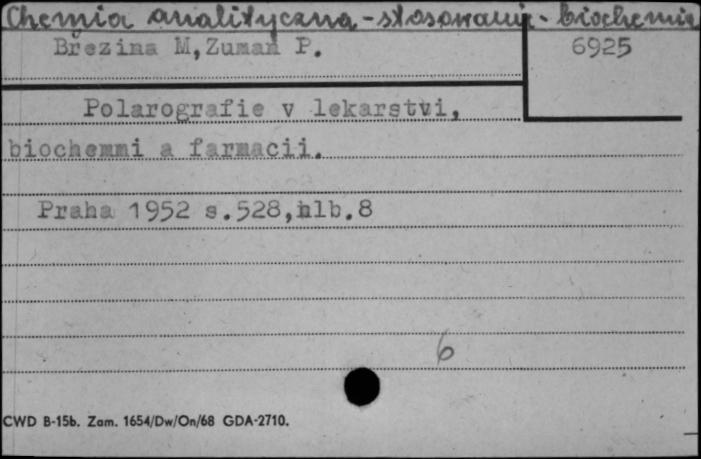 Chemia analityczna - stosowanie - biochemia
Brezina M,Zuman P.
6925
Polarografie v lekarstvi,
biochemmi a farmacii.
Praha 1952 s.528,nlb.8
6
CWD B-15b. Zam. 1654/Dw/On/68 GDA-2710.